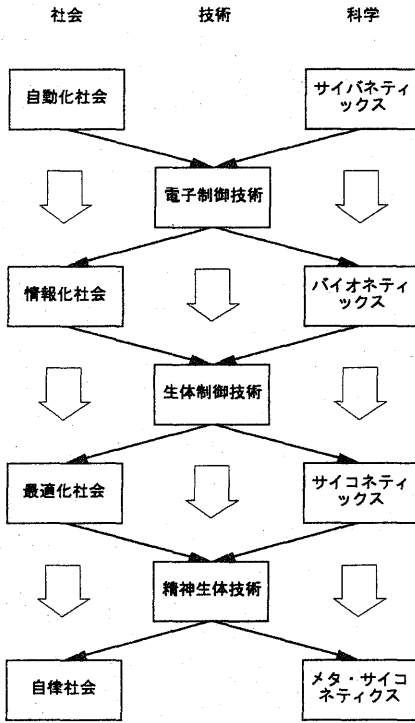 社会 技術 科学
自動化社会
サイバネティ
ックス
電子制御技術
情報化社会
バイオネティ
ックス
生体制御技術
最適化社会
サイコネティ
ックス
精神生体技術
自律社会
メタ・サイコ
ネティクス